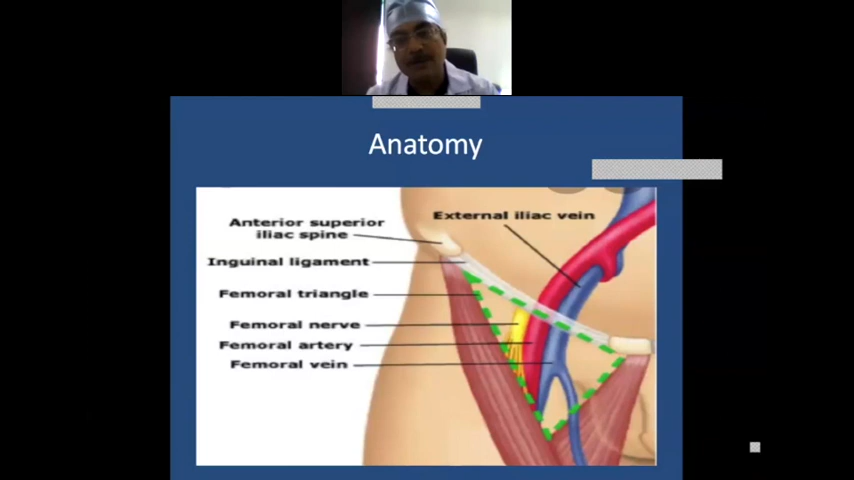 Anatomy
External iliac vein
Anterior superior
iliac spine
Inguinal ligament
Femoral triangle
Femoral nerve
Femoral artery
Femoral vein